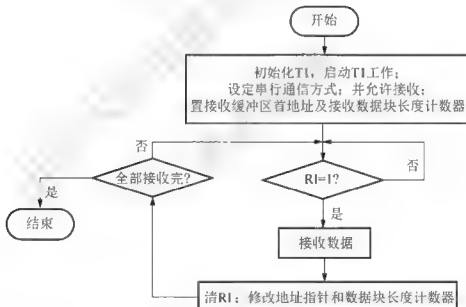 开始
初始化T1，启动T1工作；
设定串行通信方式；并允许接收；
置接收缓冲区首地址及接收数据块长度计数器
否
全部接收完?
RI=1?
否
是
是
结束
接收数据
清RI；修改地址指针和数据块长度计数器